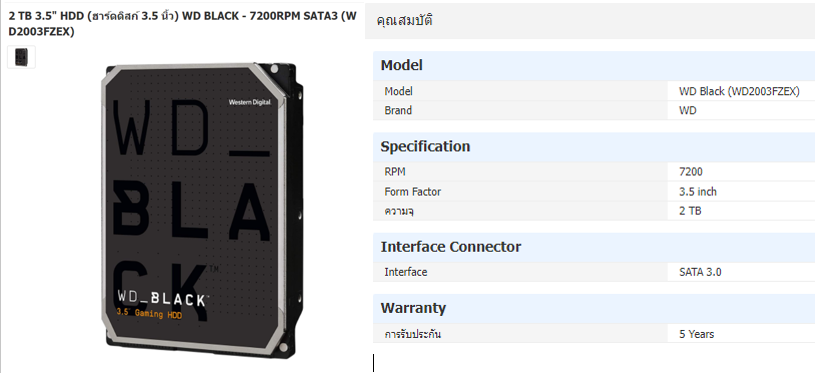 2 TB 3.5" HDD (ฮาร์ดดิสก์ 3.5 นิ้ว) WD BLACK - 7200RPM SATA3 (W
D2003FZEX)
Western Digital
WD_
BLA
CK™
WD_BLACK™
3.5" Gaming HDD
คุณสมบัติ
Model
Model WD Black (WD2003FZEX)
Brand WD
Specification
RPM 7200
Form Factor 3.5 inch
ความจุ 2 TB
Interface Connector
Interface SATA 3.0
Warranty
การรับประกัน 5 Years